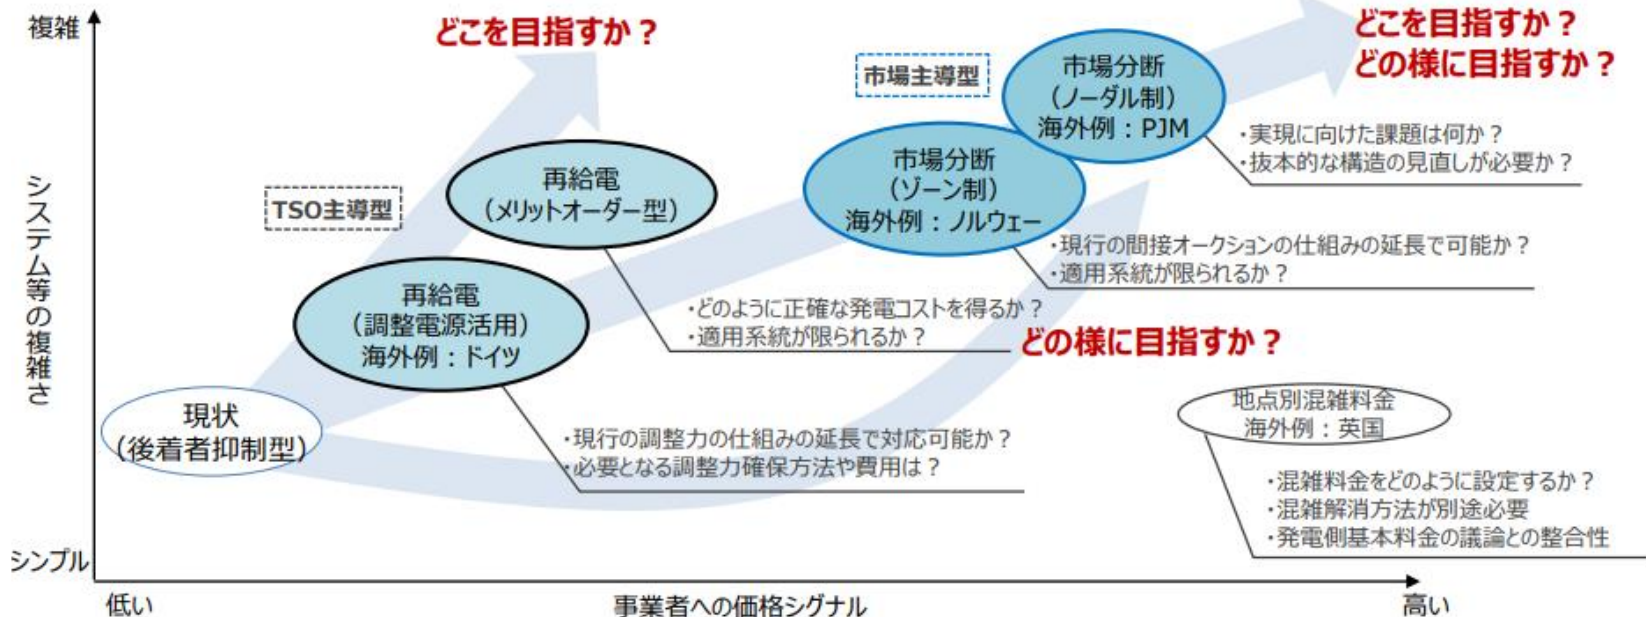 複雑
システム等の複雑さ
シンプル
どこを目指すか？
どこを目指すか？
どの様に目指すか？
市場主導型
市場分断
（ノーダル制）
海外例：PJM
・実現に向けた課題は何か？
・抜本的な構造の見直しが必要か？
市場分断
（ゾーン制）
海外例：ノルウェー
・現行の間接オークションの仕組みの延長で可能か？
・適用系統が限られるか？
TSO主導型
再給電
（メリットオーダー型）
・どのように正確な発電コストを得るか？
・適用系統が限られるか？
再給電
（調整電源活用）
海外例：ドイツ
・現行の調整力の仕組みの延長で対応可能か？
・必要となる調整力確保方法や費用は？
どの様に目指すか？
現状
（後着者抑制型）
地点別混雑料金
海外例：英国
・混雑料金をどのように設定するか？
・混雑解消方法が別途必要
・発電側基本料金の議論との整合性
低い
事業者への価格シグナル
高い